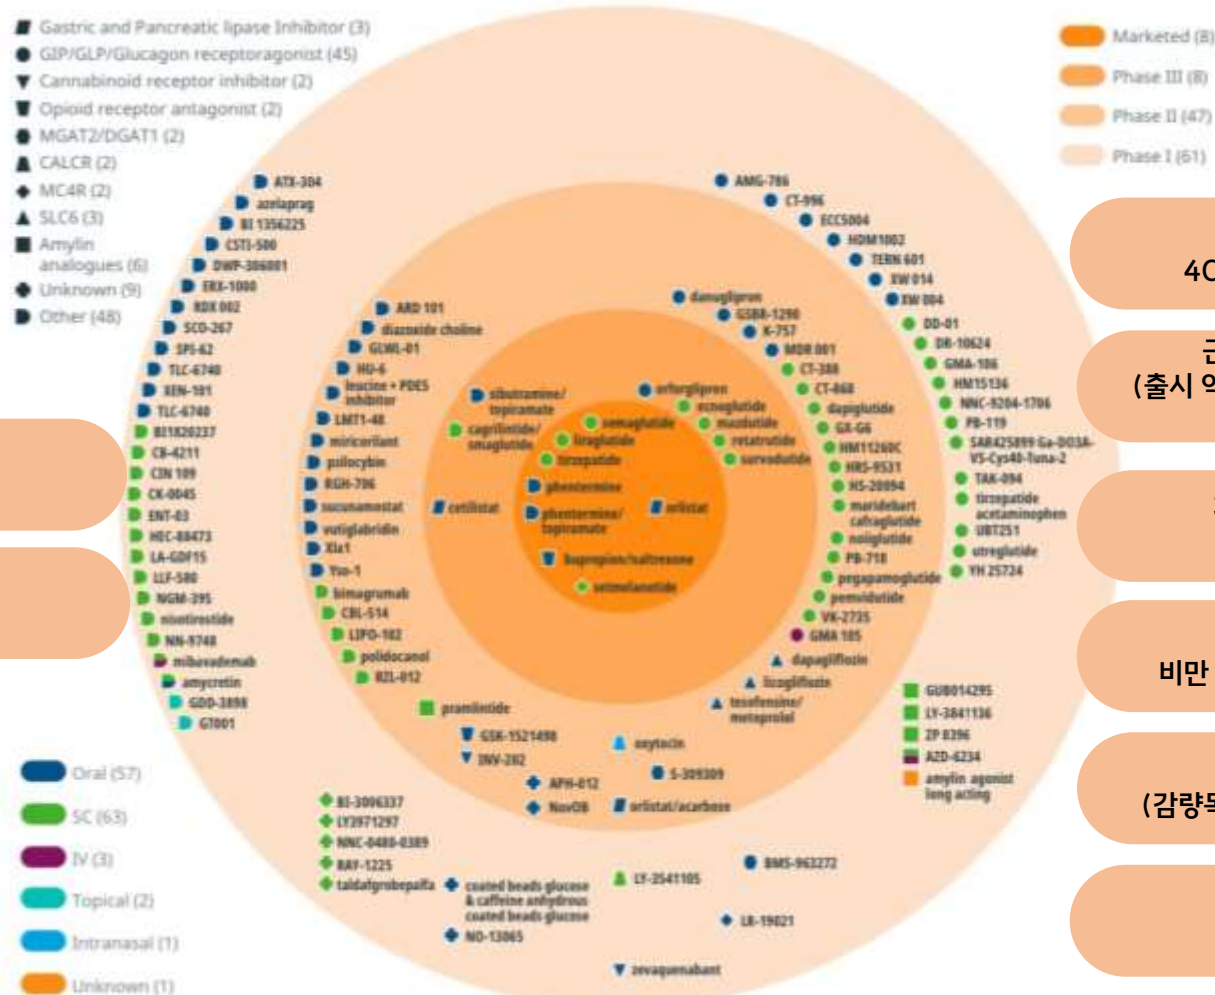 Gastric and Pancreatic lipase Inhibitor (3)
GIP/GLP/Glucagon receptoragonist (45)
Cannabinoid receptor inhibitor (2)
Opioid receptor antagonist (2)
MGAT2/DGAT1 (2)
CALCR (2)
MC4R (2)
SLC6 (3)
Amylin
analogues (6)
Unknown (9)
Other (48)
Marketed (8)
Phase III (8)
Phase II (47)
Phase I (61)
ATX-304
azelaprag
BI 1356225
CSTI-500
DWP-306001
ERX-1000
RDX 002
SCO-267
SPI-62
TLC-6740
XEN-101
TLC-6740
BI1820237
CB-4211
CIN 109
CK-0045
ENT-03
HEC-88473
LA-GDF15
LLF-580
NGM-395
nisotirostide
NN-9748
mibavademab
amycretin
GDD-3898
GT001
ARD 101
diazoxide choline
GLWL-01
HU-6
leucine + PDE5
inhibitor
LMT1-48
miricorilant
psilocybin
RGH-706
sucunamostat
vutiglabridin
Xla1
Yso-1
bimagrumab
CBL-514
LIPO-102
polidocanol
RZL-012
pramlintide
GSK-1521498
INV-202
APH-012
NovOB
oxytocin
S-309309
orlistat/acarbose
sibutramine/
topiramate
cagrilintide/
smaglutide
cetilistat
orforglipron
ecnoglutide
mazdutide
retatrutide
survodutide
semaglutide
liraglutide
tirzepatide
phentermine
phentermine/
topiramate
orlistat
bupropion/naltrexone
setmelanotide
danuglipron
GSBR-1290
K-757
MDR 001
CT-388
CT-868
dapiglutide
GX-G6
HM11260C
HRS-9531
HS-20094
maridebart
cafraglutide
noiiglutide
PB-718
pegapamoglutide
pemvidutide
VK-2735
GMA 105
dapagliflozin
licogliflozin
tesofensine/
metoprolol
AMG-786
CT-996
ECC5004
HDM1002
TERN 601
XW 014
XW 004
DD-01
DR-10624
GMA-106
HM15136
NNC-9204-1706
PB-119
SAR425899 Ga-DO3A-
VS-Cys40-Tuna-2
TAK-094
tirzepatide
acetaminophen
UBT251
utreglutide
YH 25724
GUB014295
LY-3841136
ZP 8396
AZD-6234
amylin agonist
long acting
BI-3006337
LY3971297
NNC-0480-0389
RAY-1225
taldafgrobepalfa
coated beads glucose
& caffeine anhydrous
coated beads glucose
NO-13065
LY-3541105
BMS-963272
LR-19021
zevaquenabant
Oral (57)
SC (63)
IV (3)
Topical (2)
Intranasal (1)
Unknown (1)
(출시
비만